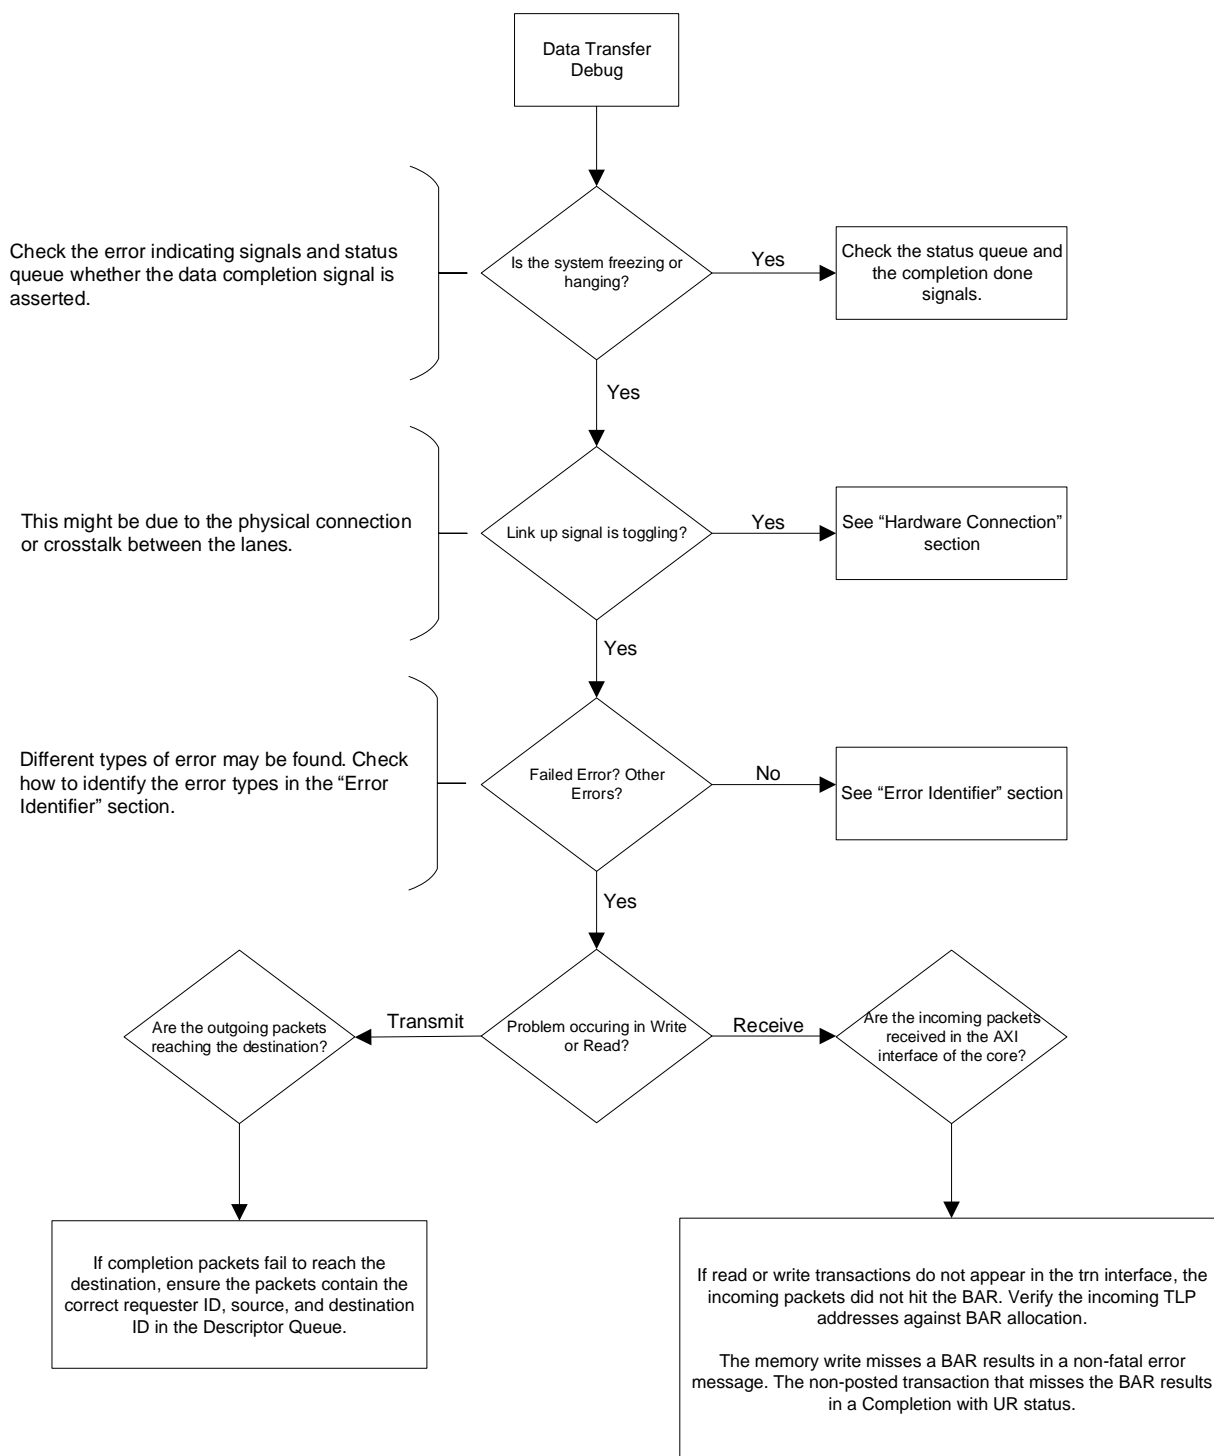 Data Transfer
Debug
Check the error indicating signals and status
queue whether the data completion signal is
asserted.
Is the system freezing or
hanging?
Yes
Check the status queue and
the completion done
signals.
Yes
This might be due to the physical connection
or crosstalk between the lanes.
Link up signal is toggling?
Yes
See “Hardware Connection”
section
Yes
Different types of error may be found. Check
how to identify the error types in the “Error
Identifier” section.
Failed Error? Other
Errors?
No
See “Error Identifier” section
Yes
Are the outgoing packets
reaching the destination?
Transmit
Problem occuring in Write
or Read?
Receive
Are the incoming packets
received in the AXI
interface of the core?
If completion packets fail to reach the
destination, ensure the packets contain the
correct requester ID, source, and destination
ID in the Descriptor Queue.
If read or write transactions do not appear in the trn interface, the
incoming packets did not hit the BAR. Verify the incoming TLP
addresses against BAR allocation.
The memory write misses a BAR results in a non-fatal error
message. The non-posted transaction that misses the BAR results
in a Completion with UR status.